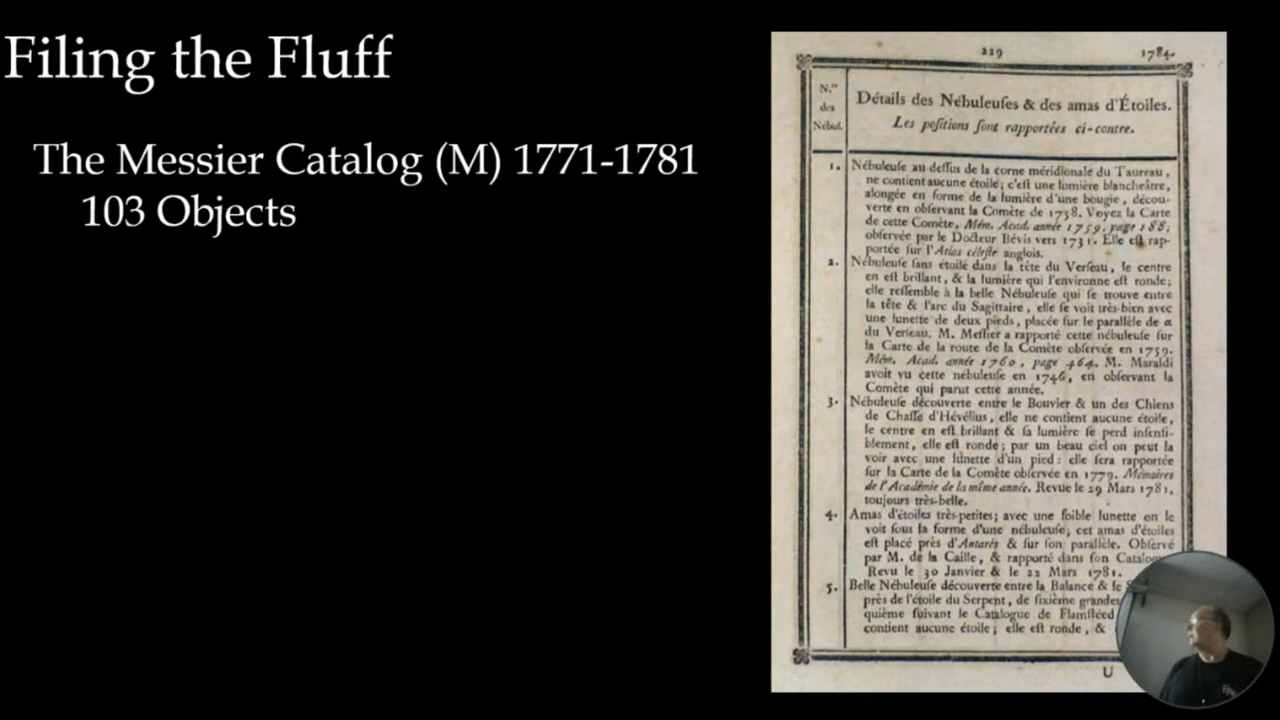 Filing the Fluff
The Messier Catalog (M) 1771-1781
103 Objects
229
1784.
N.os
des
Nébul.
Détails des Nébuleuſes & des amas d'Étoiles.
Les poſitions ſont rapportées ci-contre.
1. Nébuleuſe au-deſſus de la corne méridionale du Taureau,
ne contient aucune étoile; c'eſt une lumière blancheâtre,
alongée en forme de la lumière d'une bougie, décou-
verte en obſervant la Comète de 1758. Voyez la Carte
de cette Comète, Mém. Acad. année 1759, page 188;
obſervée par le Docteur Bévis vers 1731. Elle eſt rap-
portée ſur l'Atlas céleſte anglois.
2. Nébuleuſe ſans étoile dans la tête du Verſeau, le centre
en eſt brillant, & la lumière qui l'environne eſt ronde;
elle reſſemble à la belle Nébuleuſe qui ſe trouve entre
la tête & l'arc du Sagittaire, elle ſe voit très-bien avec
une lunette de deux pieds, placée ſur le parallèle de α
du Verſeau. M. Meſſier a rapporté cette nébuleuſe ſur
la Carte de la route de la Comète obſervée en 1759.
Mém. Acad. année 1760, page 464. M. Maraldi
avoit vu cette nébuleuſe en 1746, en obſervant la
Comète qui parut cette année.
3. Nébuleuſe découverte entre le Bouvier & un des Chiens
de Chaſſe d'Hévélius, elle ne contient aucune étoile,
le centre en eſt brillant & ſa lumière ſe perd inſenſi-
blement, elle eſt ronde; par un beau ciel on peut la
voir avec une lunette d'un pied: elle ſera rapportée
ſur la Carte de la Comète obſervée en 1779. Mémoires
de l'Académie de la même année. Revue le 29 Mars 1781,
toujours très-belle.
4. Amas d'étoiles très-petites; avec une foible lunette on le
voit ſous la forme d'une nébuleuſe; cet amas d'étoiles
eſt placé près d'Antarès & ſur ſon parallèle. Obſervé
par M. de la Caille, & rapporté dans ſon Catalog
Revu le 30 Janvier & le 22 Mars 1781.
5. Belle Nébuleuſe découverte entre la Balance & le S
près de l'étoile du Serpent, de ſixième grande
quième ſuivant le Catalogue de Flamſtéed
contient aucune étoile; elle eſt ronde, &
U